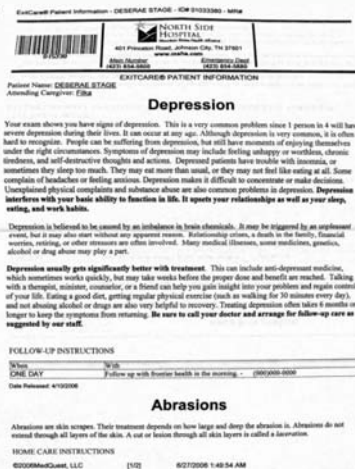 ExitCare® Patient Information - DESERAE STAGE - ID# 01033380 - MR#
NORTH SIDE
HOSPITAL
401 Princeton Road, Johnson City, TN 37601
www.msha.com
Main Number
Emergency Dept
(423) 854-5600
EXITCARE® PATIENT INFORMATION
Patient Name: DESERAE STAGE
Attending Caregiver: Filka
Depression
Your exam shows you have signs of depression. This is a very common problem since 1 person in 4 will have
severe depression during their lives. It can occur at any age. Although depression is very common, it is often
hard to recognize. People can be suffering from depression, but still have moments of enjoying themselves
under the right circumstances. Symptoms of depression may include feeling unhappy or worthless, chronic
tiredness, and self-destructive thoughts and actions. Depressed patients have trouble with insomnia, or
sometimes they sleep too much. They may eat more than usual, or they may not feel like eating at all. Some
complain of headaches or feeling anxious. Depression makes it difficult to concentrate or make decisions.
Unexplained physical complaints and substance abuse are also common problems in depression. Depression
interferes with your basic ability to function in life. It upsets your relationships as well as your sleep,
eating, and work habits.
Depression is believed to be caused by an imbalance in brain chemicals. It may be triggered by an unpleasant
event, but it may also start without any apparent reason. Relationship crises, a death in the family, financial
worries, retiring, or other stressors are often involved. Many medical illnesses, some medicines, genetics,
alcohol or drug abuse may play a part.
Depression usually gets significantly better with treatment. This can include anti-depressant medicine,
which sometimes works quickly, but may take weeks before the proper dose and benefit are reached. Talking
with a therapist, minister, counselor, or a friend can help you gain insight into your problem and regain control
of your life. Eating a good diet, getting regular physical exercise (such as walking for 30 minutes every day),
and not abusing alcohol or drugs are also very helpful to recovery. Treating depression often takes 6 months or
longer to keep the symptoms from returning. Be sure to call your doctor and arrange for follow-up care as
suggested by our staff.
FOLLOW-UP INSTRUCTIONS
When With
ONE DAY Follow up with frontier health in the morning. - (000)000-0000
Date Released: 4/10/2006
Abrasions
Abrasions are skin scrapes. Their treatment depends on how large and deep the abrasion is. Abrasions do not
extend through all layers of the skin. A cut or lesion through all skin layers is called a laceration.
HOME CARE INSTRUCTIONS
©2006MedQuest, LLC [1/2] 6/27/2006 1:49:54 AM